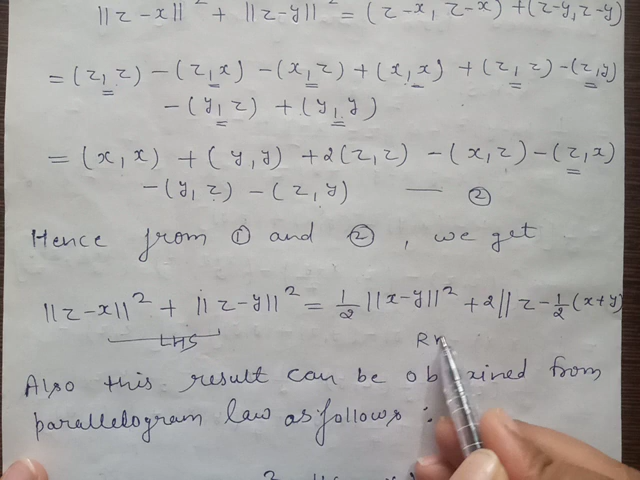 ||z-x||² + ||z-y||² = (z-x, z-x) + (z-y, z-y)
= (z, z) - (z, x) - (x, z) + (x, x) + (z, z) - (z, y)
- (y, z) + (y, y)
= (x, x) + (y, y) + 2(z, z) - (x, z) - (z, x)
- (y, z) - (z, y) — ②
Hence from ① and ②, we get
||z-x||² + ||z-y||² = 1/2 ||x-y||² + 2||z - 1/2 (x+y)
LHS
R
Also this result can be obtained from
parallelogram law as follows :